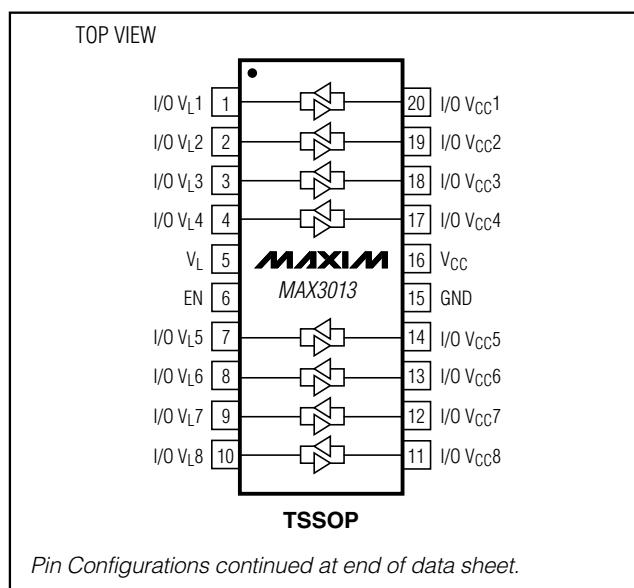 TOP VIEW
I/O VL1 1 20 I/O VCC1
I/O VL2 2 19 I/O VCC2
I/O VL3 3 18 I/O VCC3
I/O VL4 4 17 I/O VCC4
VL 5 MAXIM 16 VCC
EN 6 MAX3013 15 GND
I/O VL5 7 14 I/O VCC5
I/O VL6 8 13 I/O VCC6
I/O VL7 9 12 I/O VCC7
I/O VL8 10 11 I/O VCC8
TSSOP
Pin Configurations continued at end of data sheet.